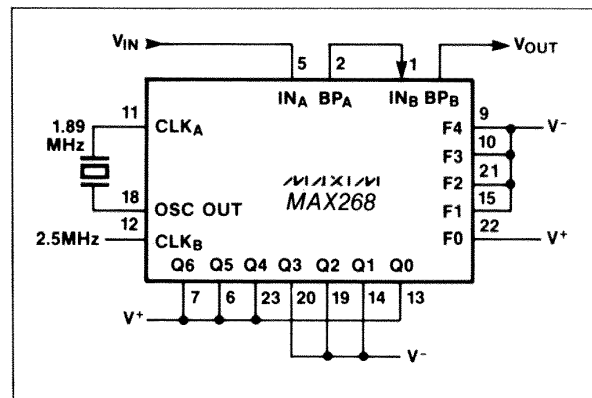 VIN VOUT
5 2 1
INA BPA INB BPB
11 CLKA 9 F4 V-
1.89 MHz 10 F3
21 F2
18 OSC OUT MAXIM 15 F1
12 MAX268 22
2.5MHz CLKB F0 V+
Q6 Q5 Q4 Q3 Q2 Q1 Q0
7 6 23 20 19 14 13
V+
V-